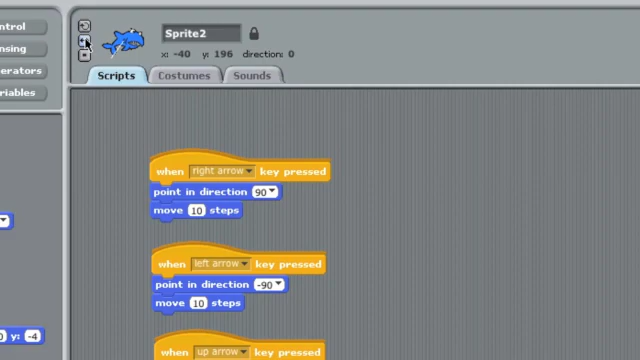 ntrol
nsing
erators
riables
Sprite2
x: -40 y: 196 direction: 0
Scripts Costumes Sounds
when right arrow key pressed
point in direction 90
move 10 steps
when left arrow key pressed
point in direction -90
move 10 steps
0 y: -4
when up arrow key pressed